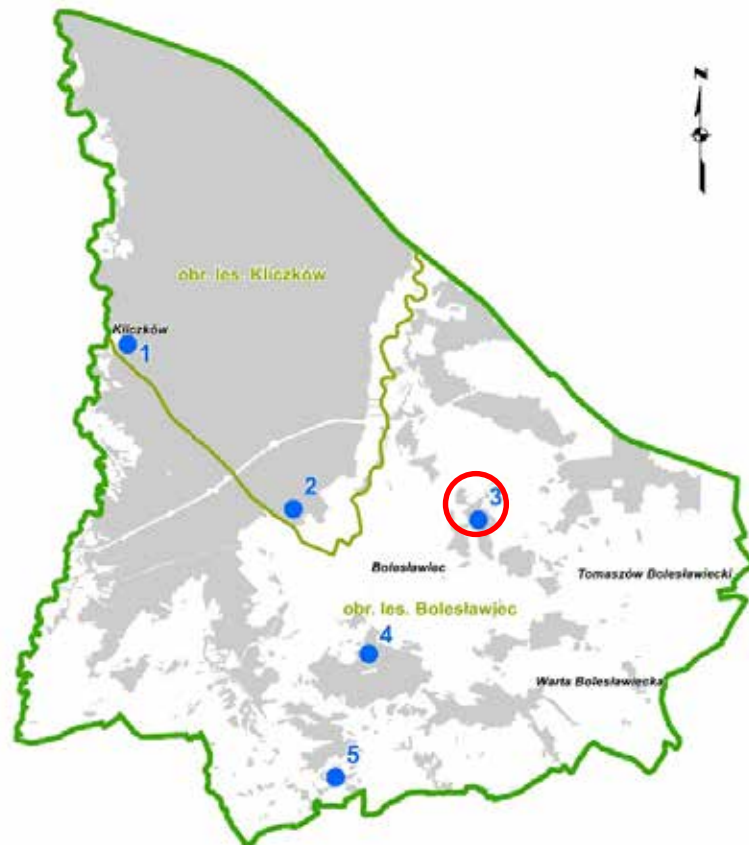 N
obr. les. Kliczków
Kliczków
1
2
3
Bolesławiec
Tomaszów Bolesławiecki
obr. les. Bolesławiec
4
Warta Bolesławiecka
5